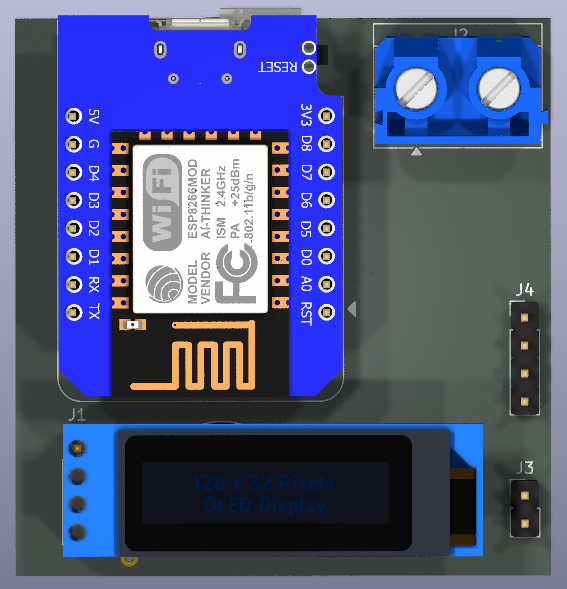 J2
RESET
5V
G
D4
D3
D2
D1
RX
TX
3V3
D8
D7
D6
D5
D0
A0
RST
WiFi
MODEL ESP8266MOD
VENDOR AI-THINKER
ISM 2.4GHz
PA +25dBm
802.11b/g/n
FC
J4
J1
J3
128 x 32 Pixels
OLED Display